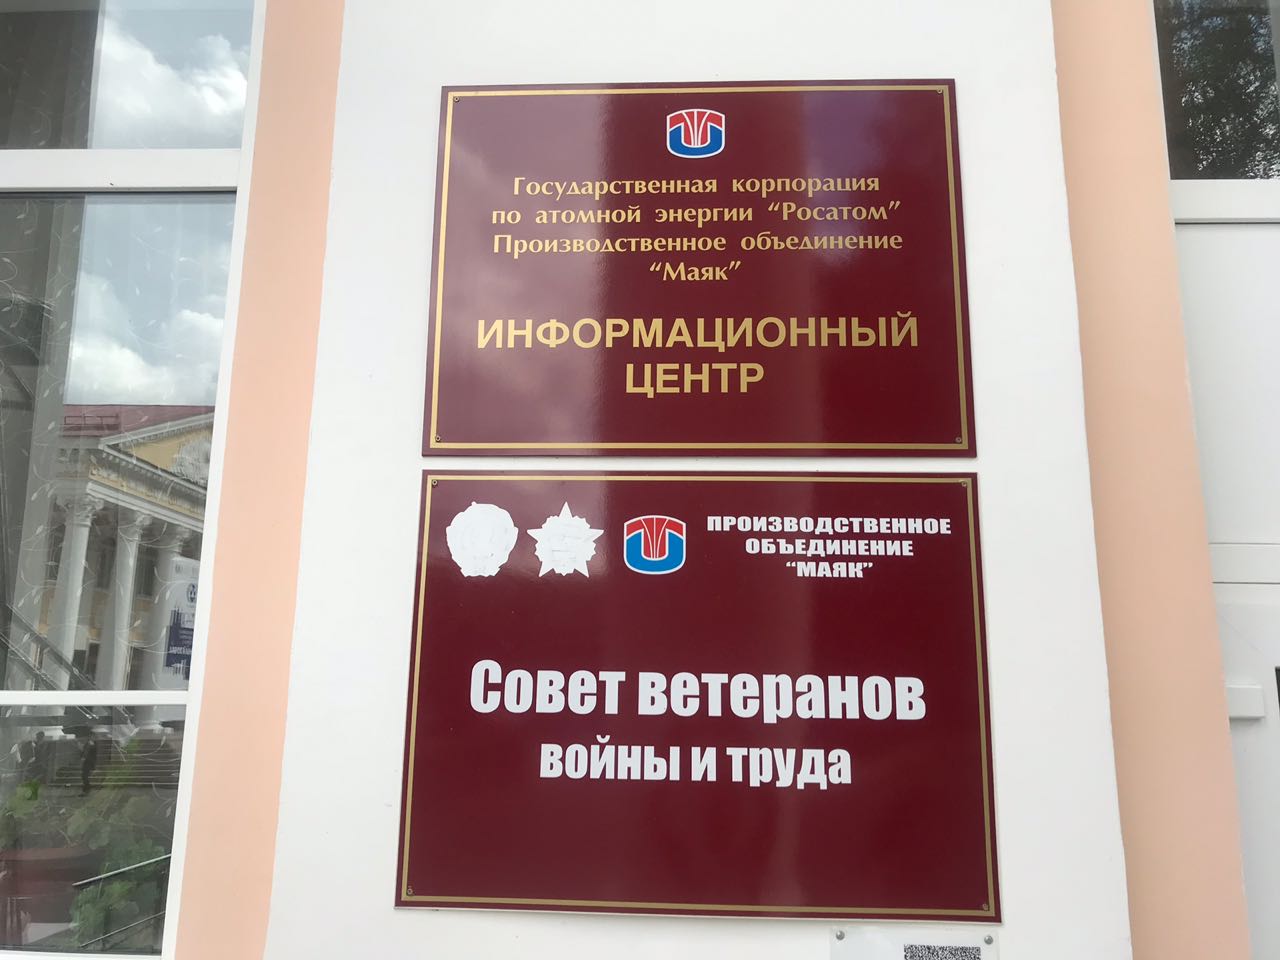 Государственная корпорация
по атомной энергии “Росатом”
Производственное объединение
“Маяк”
ИНФОРМАЦИОННЫЙ
ЦЕНТР
ПРОИЗВОДСТВЕННОЕ
ОБЪЕДИНЕНИЕ
“МАЯК”
Совет ветеранов
войны и труда